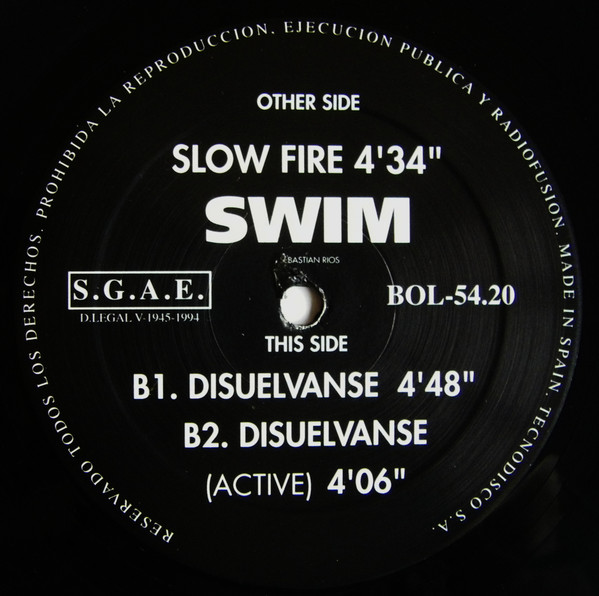 RESERVADO TODOS LOS DERECHOS. PROHIBIDA LA REPRODUCCION. EJECUCION PUBLICA Y RADIOFUSION. MADE IN SPAIN. TECNODISCO S.A.
OTHER SIDE
SLOW FIRE 4'34"
SWIM
RIOS
S.G.A.E.
D.LEGAL V-1945-1994
BOL-54.20
THIS SIDE
B1. DISUELVANSE 4'48"
B2. DISUELVANSE
(ACTIVE) 4'06"